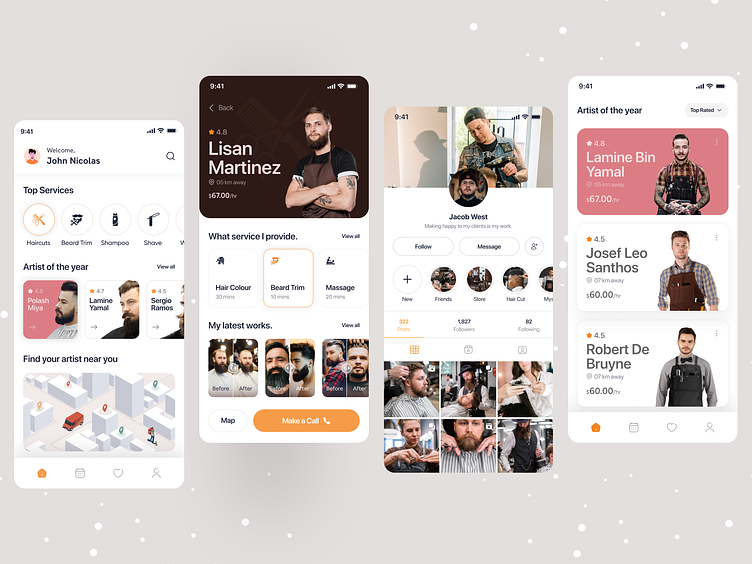 9:41
Welcome,
John Nicolas
Top Services
Haircuts
Beard Trim
Shampoo
Shave
W
Artist of the year
View all
4.8
Polash
Miya
4.7
Lamine
Yamal
4.5
Sergio
Ramos
Find your artist near you
9:41
Back
4.8
Lisan
Martinez
05 km away
$67.00/hr
What service I provide.
View all
Hair Colour
30 mins
Beard Trim
10 mins
Massage
20 mins
My latest works.
View all
Before
After
Before
After
Before
After
Map
Make a Call
9:41
Jacob West
Making happy to my clients is my work.
Follow
Message
New
Friends
Store
Hair Cut
Mys
322
Posts
1,827
Followers
82
Following
9:41
Artist of the year
Top Rated
4.8
Lamine Bin
Yamal
05 km away
$67.00/hr
4.5
Josef Leo
Santhos
07 km away
$60.00/hr
4.5
Robert De
Bruyne
07 km away
$60.00/hr